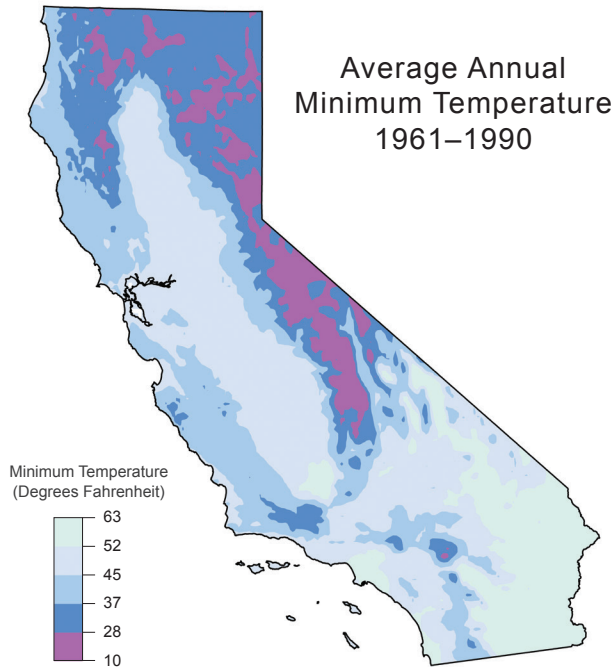 Average Annual
Minimum Temperature
1961–1990
Minimum Temperature
(Degrees Fahrenheit)
63
52
45
37
28
10